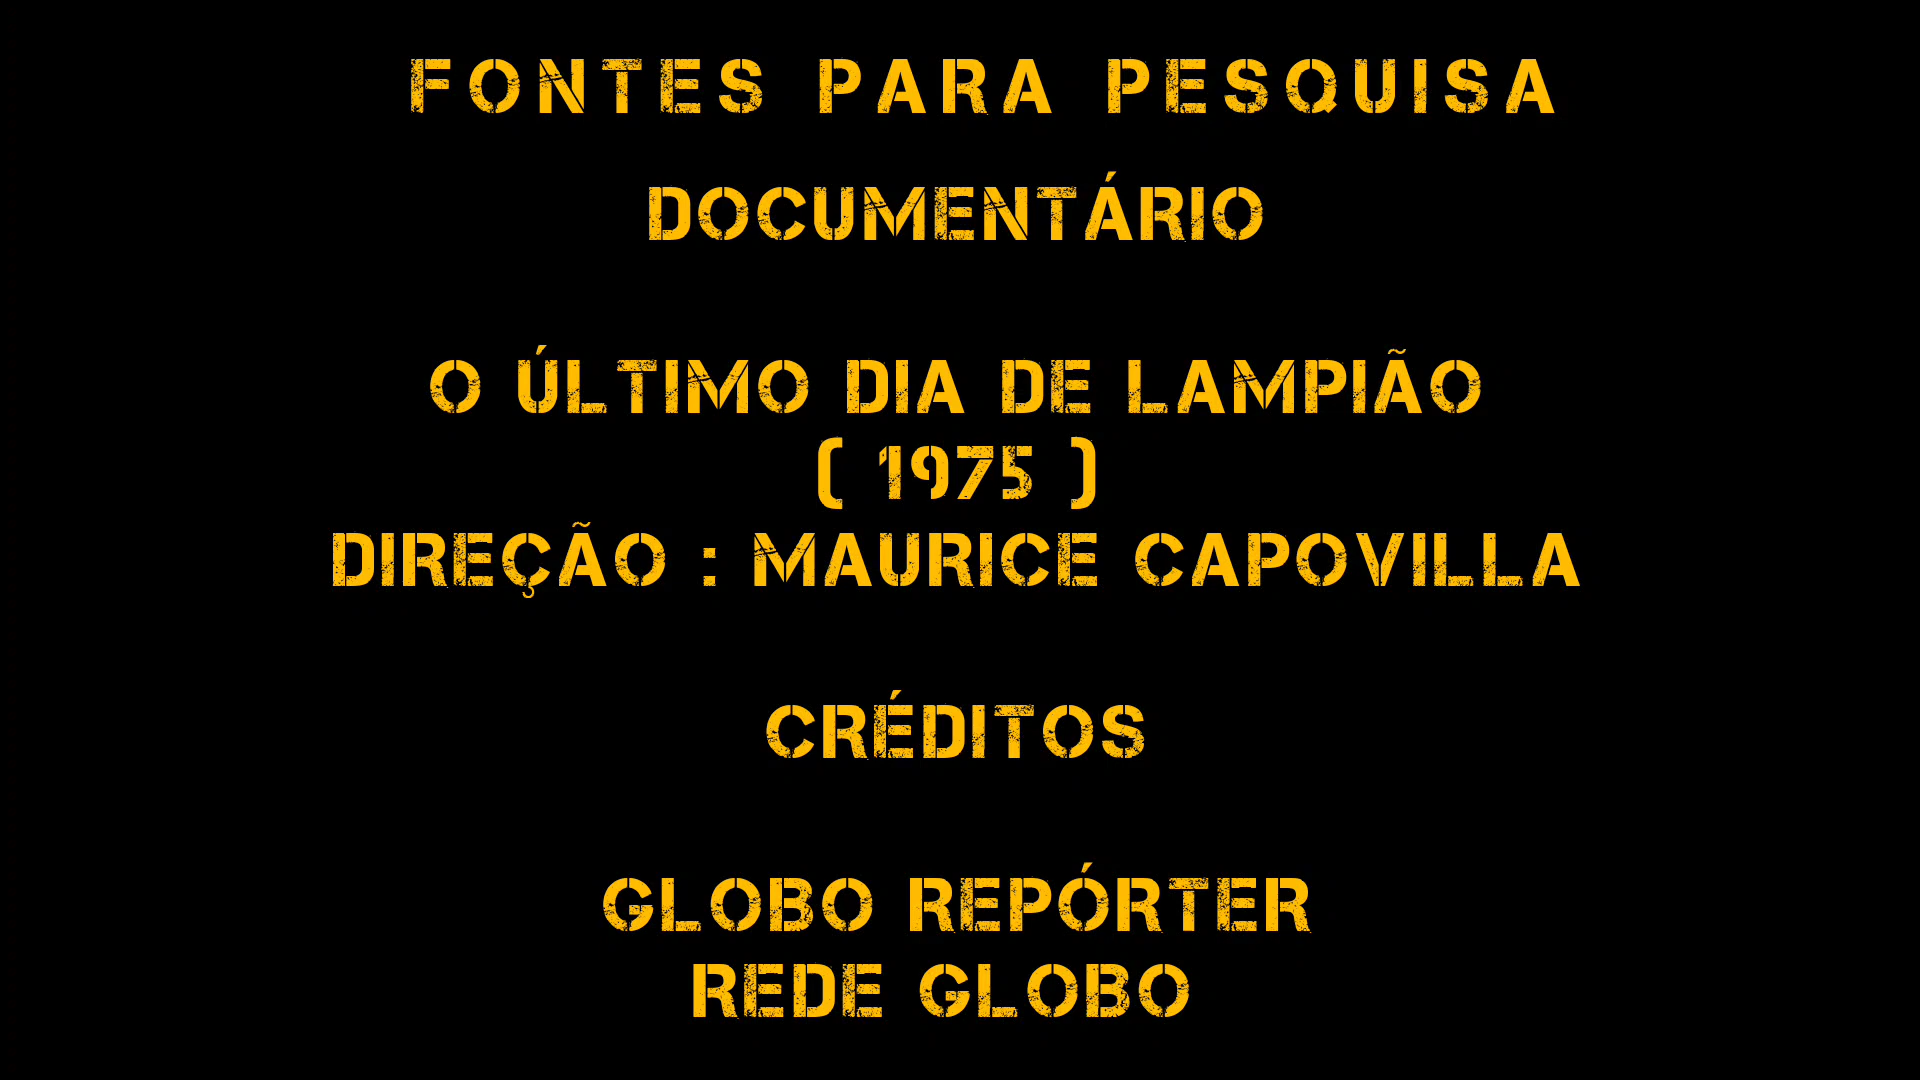 FONTES PARA PESQUISA
DOCUMENTÁRIO
O ÚLTIMO DIA DE LAMPIÃO
( 1975 )
DIREÇÃO : MAURICE CAPOVILLA
CRÉDITOS
GLOBO REPÓRTER
REDE GLOBO